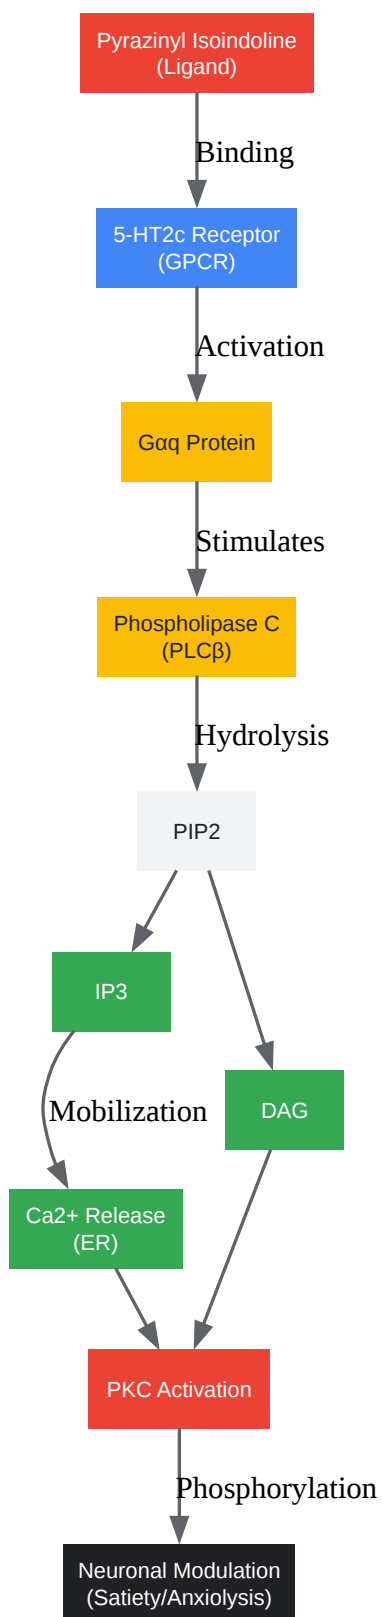 Pyrazinyl Isoindoline
(Ligand)
Binding
5-HT2c Receptor
(GPCR)
Activation
Gαq Protein
Stimulates
Phospholipase C
(PLCβ)
Hydrolysis
PIP2
IP3
Mobilization
DAG
Ca2+ Release
(ER)
PKC Activation
Phosphorylation
Neuronal Modulation
(Satiety/Anxiolysis)